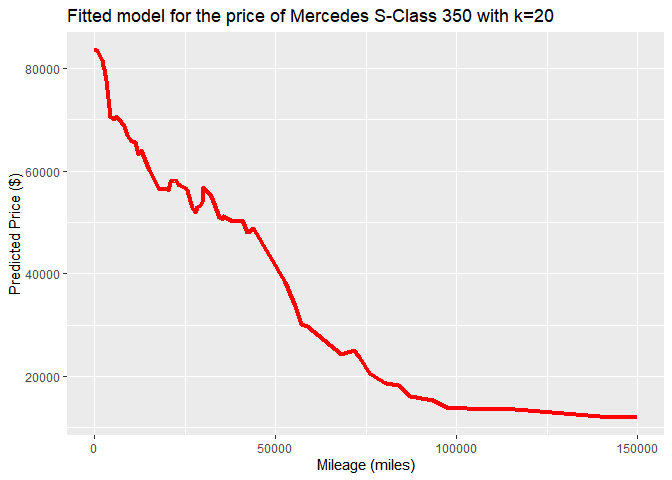 Fitted model for the price of Mercedes S-Class 350 with k=20
80000
60000
40000
20000
Predicted Price ($)
0 50000 100000 150000
Mileage (miles)